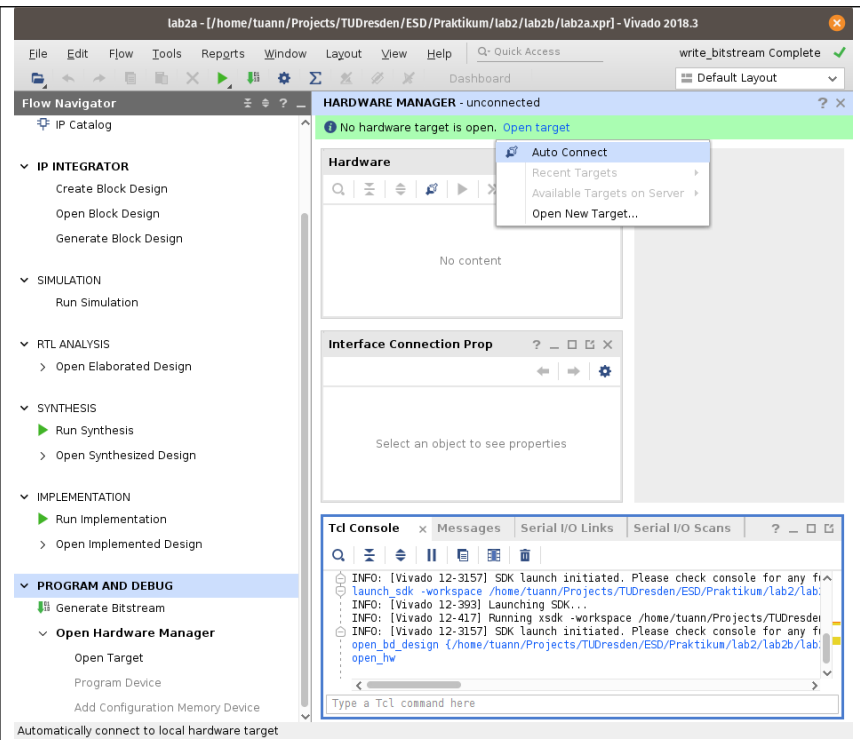 lab2a - [/home/tuann/Projects/TUDresden/ESD/Praktikum/lab2/lab2b/lab2a.xpr] - Vivado 2018.3
File Edit Flow Tools Reports Window Layout View Help Q- Quick Access write_bitstream Complete
Dashboard Default Layout
Flow Navigator
IP Catalog
IP INTEGRATOR
Create Block Design
Open Block Design
Generate Block Design
SIMULATION
Run Simulation
RTL ANALYSIS
Open Elaborated Design
SYNTHESIS
Run Synthesis
Open Synthesized Design
IMPLEMENTATION
Run Implementation
Open Implemented Design
PROGRAM AND DEBUG
Generate Bitstream
Open Hardware Manager
Open Target
Program Device
Add Configuration Memory Device
HARDWARE MANAGER - unconnected
No hardware target is open. Open target
Auto Connect
Recent Targets
Available Targets on Server
Open New Target...
Hardware
No content
Interface Connection Prop
Select an object to see properties
Tcl Console Messages Serial I/O Links Serial I/O Scans
INFO: [Vivado 12-3157] SDK launch initiated. Please check console for any
launch_sdk -workspace /home/tuann/Projects/TUDresden/ESD/Praktikum/lab2/lab2
INFO: [Vivado 12-393] Launching SDK...
INFO: [Vivado 12-417] Running xsdk -workspace /home/tuann/Projects/TUDresden
INFO: [Vivado 12-3157] SDK launch initiated. Please check console for any
open_bd_design {/home/tuann/Projects/TUDresden/ESD/Praktikum/lab2/lab2b/lab
open_hw
Type a Tcl command here
Automatically connect to local hardware target